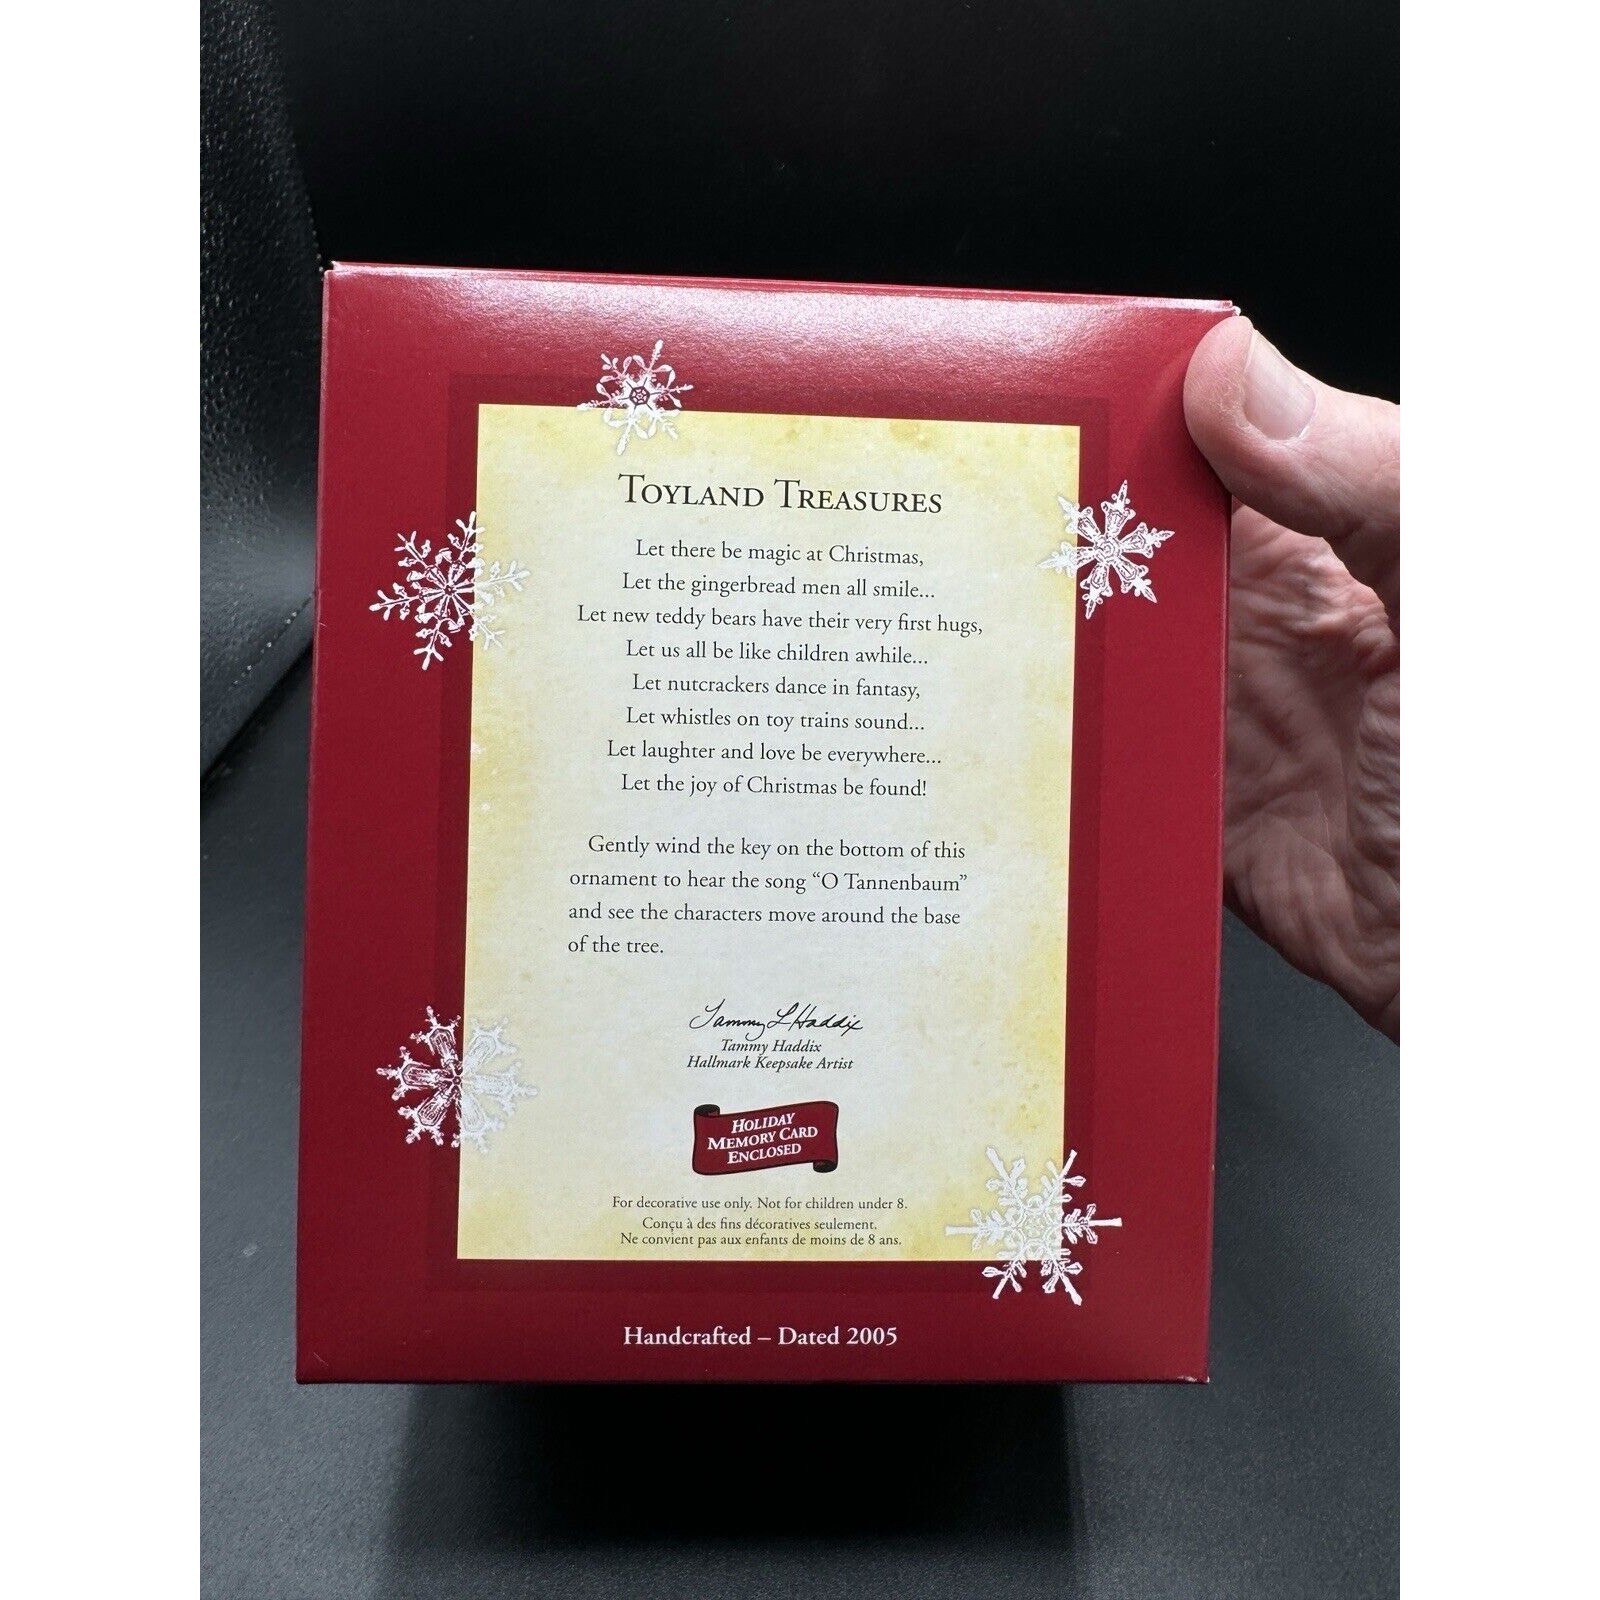 TOYLAND TREASURES
Let there be magic at Christmas,
Let the gingerbread men all smile...
Let new teddy bears have their very first hugs,
Let us all be like children awhile...
Let nutcrackers dance in fantasy,
Let whistles on toy trains sound...
Let laughter and love be everywhere...
Let the joy of Christmas be found!
Gently wind the key on the bottom of this
ornament to hear the song “O Tannenbaum”
and see the characters move around the base
of the tree.
Tammy L Haddix
Tammy Haddix
Hallmark Keepsake Artist
HOLIDAY
MEMORY CARD
ENCLOSED
For decorative use only. Not for children under 8.
Conçu à des fins décoratives seulement.
Ne convient pas aux enfants de moins de 8 ans.
Handcrafted – Dated 2005